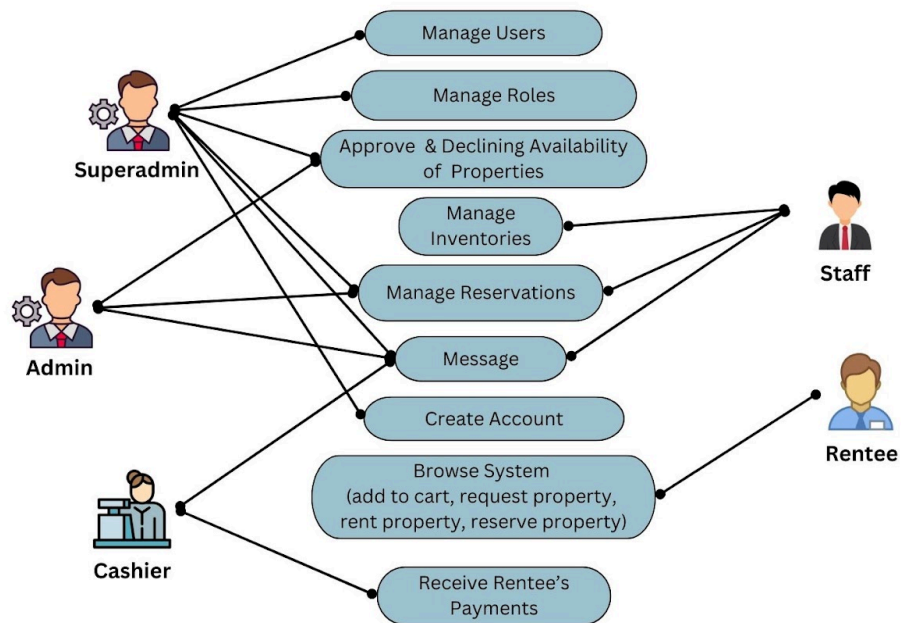 Manage Users
Manage Roles
Superadmin
Approve & Declining Availability
of Properties
Manage
Inventories
Staff
Manage Reservations
Admin
Message
Create Account
Rentee
Browse System
(add to cart, request property,
rent property, reserve property)
Cashier
Receive Rentee's
Payments